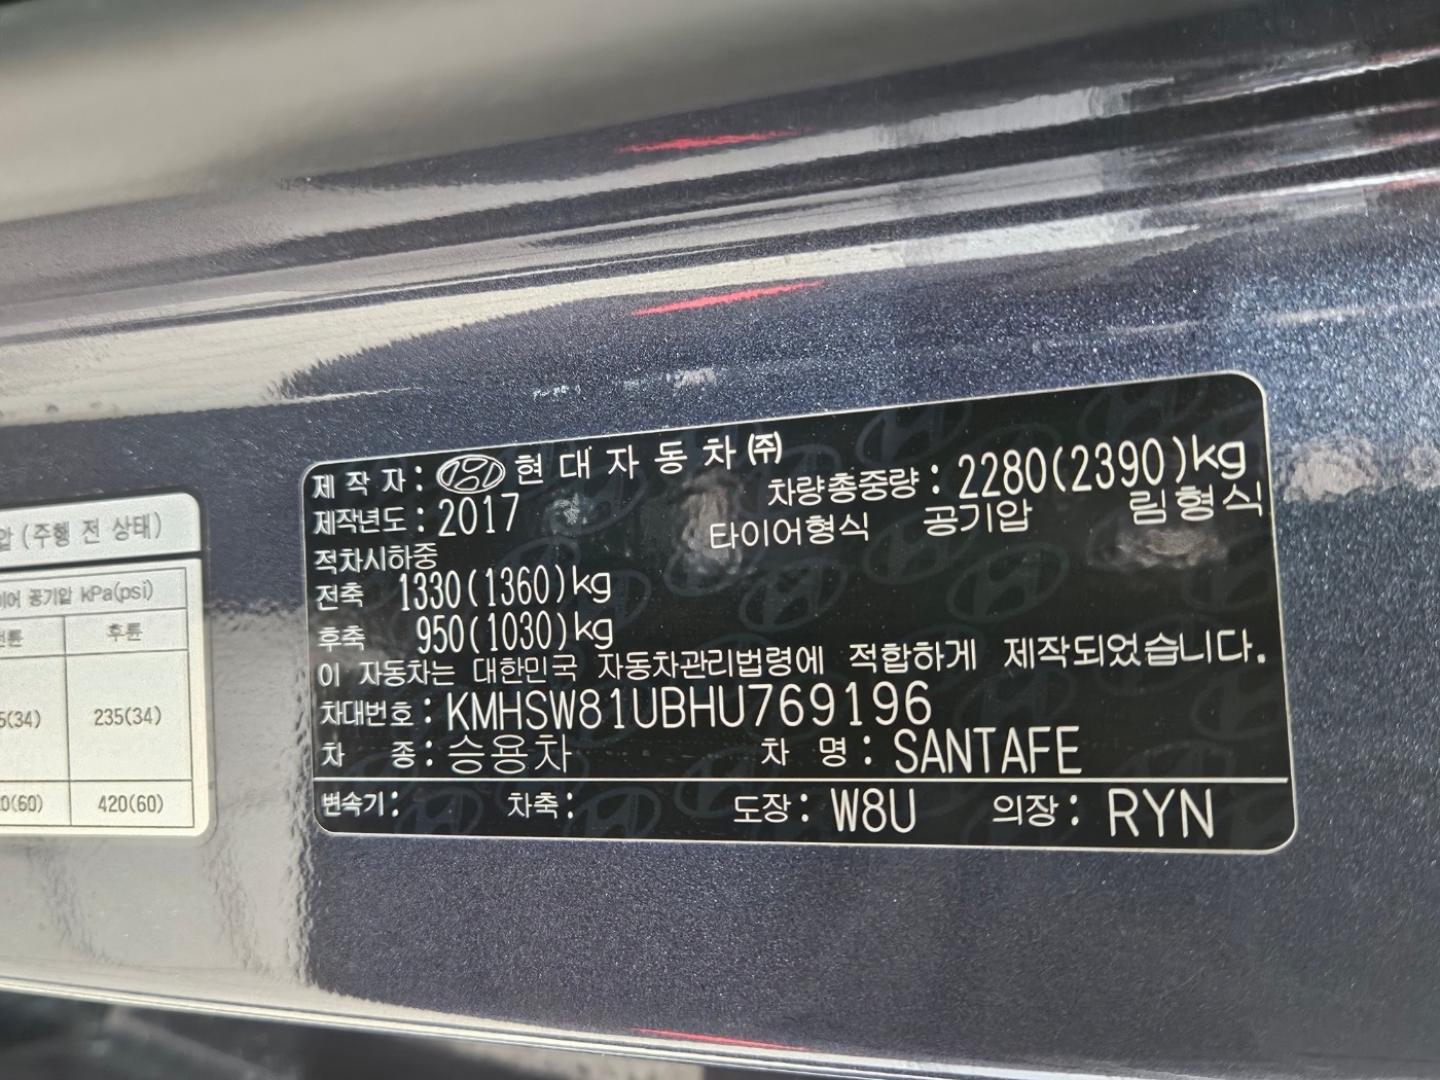 압 (주행 전 상태)
이어 공기압 kPa(psi)
전륜 후륜
5(34) 235(34)
0(60) 420(60)
제 작 자 : 현 대 자 동 차 ㈜
차량총중량 : 2280(2390)kg
제작년도 : 2017
타이어형식 공기압 림형식
적차시하중
전축 1330(1360)kg
후축 950(1030)kg
이 자동차는 대한민국 자동차관리법령에 적합하게 제작되었습니다.
차대번호 : KMHSW81UBHU769196
차 종 : 승용차 차 명 : SANTAFE
변속기 : 차축 : 도장 : W8U 의장 : RYN